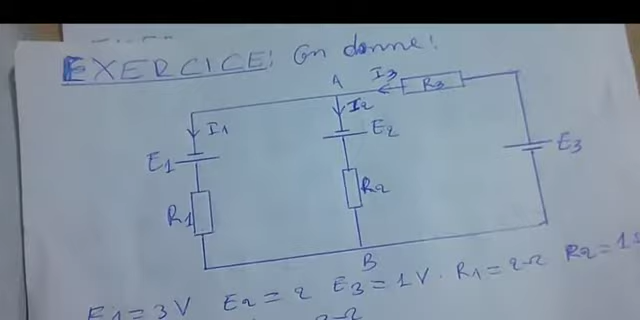 EXERCICE: On donne:
A
I3
R3
I1
I2
E1
E2
E3
R1
R2
B
E1=3V E2=2 E3=1V. R1=2Ω R2=1
2Ω